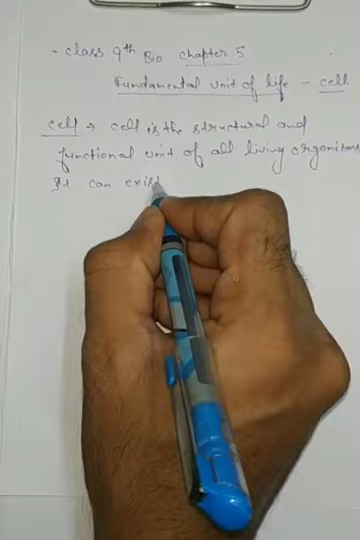 • Class 9th Bio chapter 5
Fundamental unit of life - cell
cell → cell is the structural and
functional unit of all living organisms
It can exist